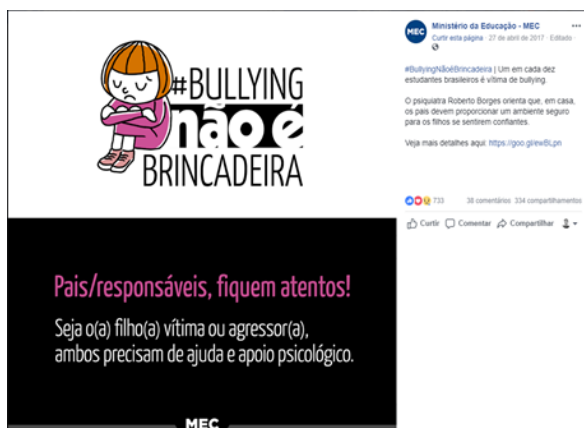 #BULLYING
não é
BRINCADEIRA
Pais/responsáveis, fiquem atentos!
Seja o(a) filho(a) vítima ou agressor(a),
ambos precisam de ajuda e apoio psicológico.
MEC
MEC
Ministério da Educação - MEC
Curtir esta página · 27 de abril de 2017 · Editado ·
#BullyingNãoéBrincadeira | Um em cada dez
estudantes brasileiros é vítima de bullying.
O psiquiatra Roberto Borges orienta que, em casa,
os pais devem proporcionar um ambiente seguro
para os filhos se sentirem confiantes.
Veja mais detalhes aqui: https://goo.gl/ewBLpn
733 38 comentários 334 compartilhamentos
Curtir Comentar Compartilhar